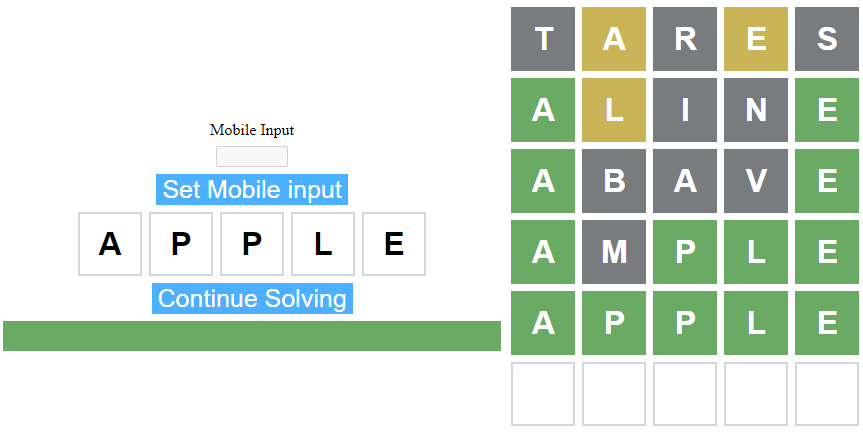 Mobile Input
Set Mobile input
A P P L E
Continue Solving
T A R E S
A L I N E
A B A V E
A M P L E
A P P L E